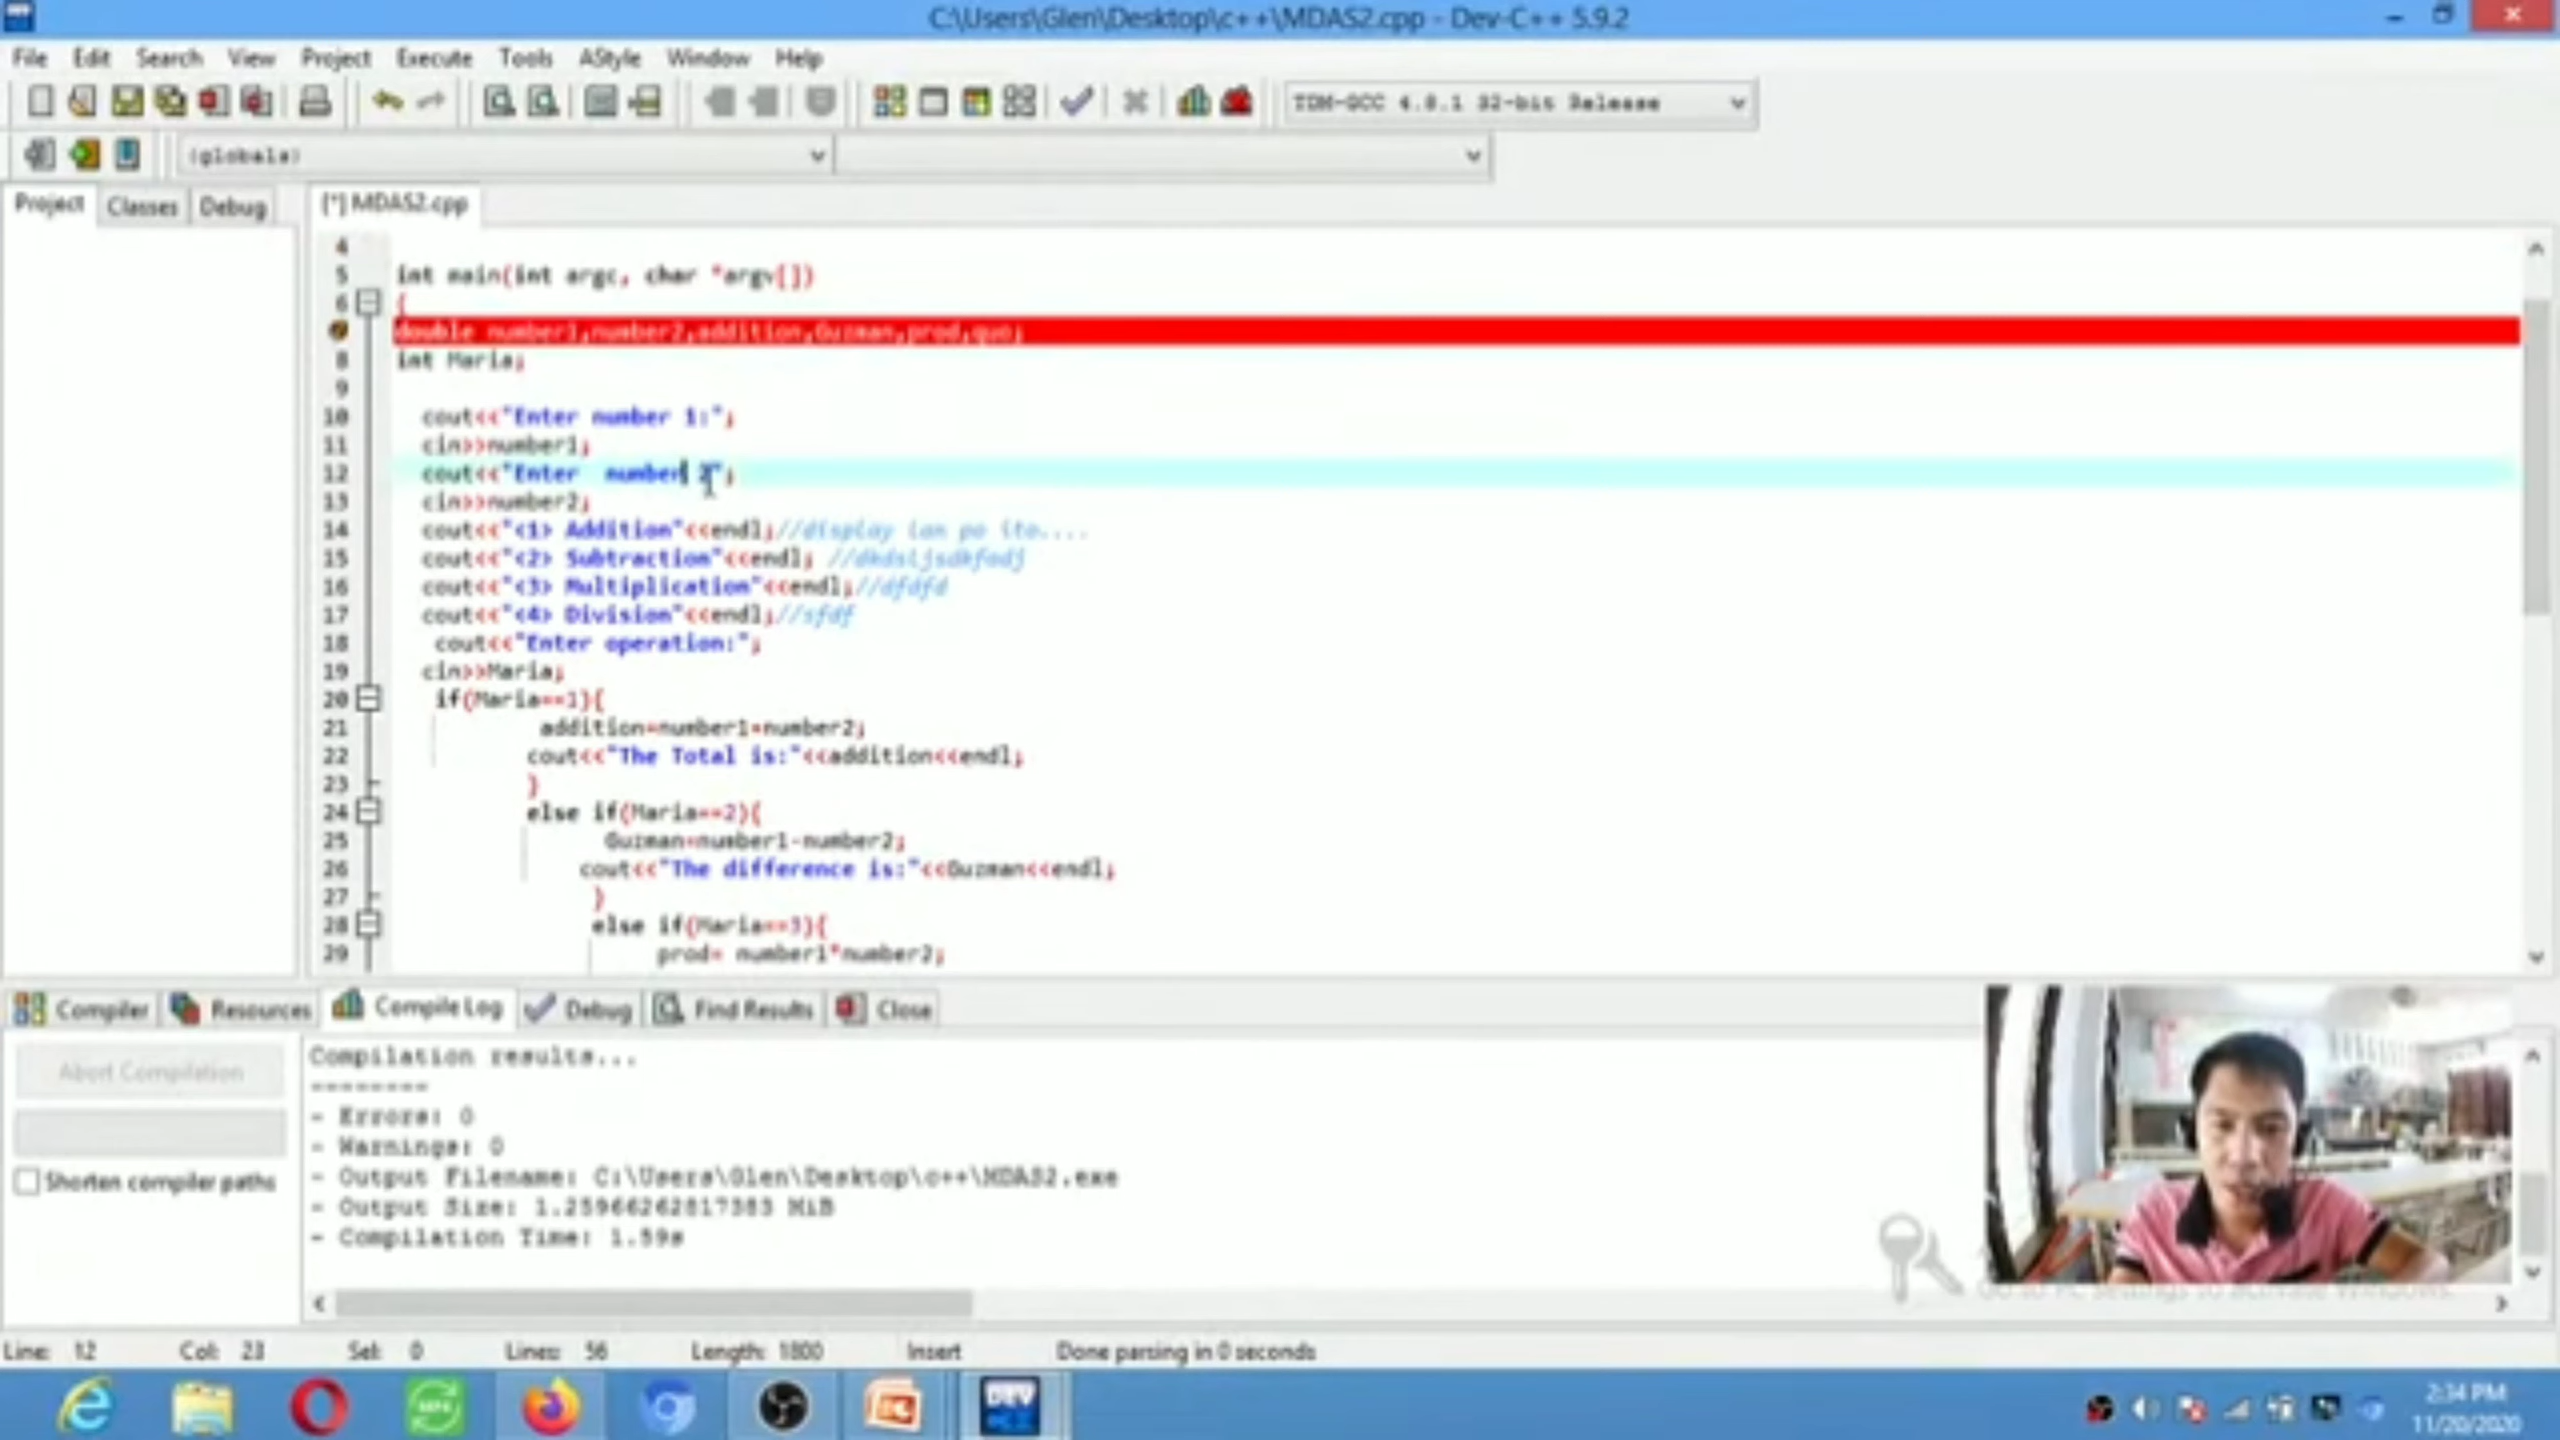 C:\Users\Glen\Desktop\c++\MDAS2.cpp - Dev-C++ 5.9.2
File Edit Search View Project Execute Tools AStyle Window Help
TDM-GCC 4.8.1 32-bit Release
(globals)
Project Classes Debug [*] MDAS2.cpp
4
5 int main(int argc, char *argv[])
6 {
double number1,number2,addition,Guzman,prod,quo;
8 int Maria;
9
10 cout<<"Enter number 1:";
11 cin>>number1;
12 cout<<"Enter  number 2";
13 cin>>number2;
14 cout<<"<1> Addition"<<endl;//display lan po ito....
15 cout<<"<2> Subtraction"<<endl; //dkdsljsdkfodj
16 cout<<"<3> Multiplication"<<endl;//dfdfd
17 cout<<"<4> Division"<<endl;//sfdf
18 cout<<"Enter operation:";
19 cin>>Maria;
20 if(Maria==1){
21 addition=number1+number2;
22 cout<<"The Total is:"<<addition<<endl;
23 }
24 else if(Maria==2){
25 Guzman=number1-number2;
26 cout<<"The difference is:"<<Guzman<<endl;
27 }
28 else if(Maria==3){
29 prod= number1*number2;
Compiler Resources Compile Log Debug Find Results Close
Abort Compilation
Shorten compiler paths
Compilation results...
--------
- Errors: 0
- Warnings: 0
- Output Filename: C:\Users\Glen\Desktop\c++\MDAS2.exe
- Output Size: 1.25966262817383 MiB
- Compilation Time: 1.59s
Go to PC settings to activate Windows.
Line: 12 Col: 23 Sel: 0 Lines: 56 Length: 1800 Insert Done parsing in 0 seconds
MP4
DEV
2:34 PM
11/20/2020